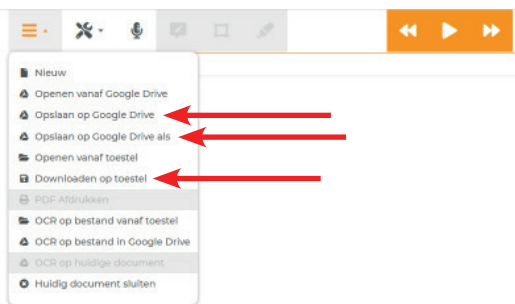 Nieuw
Openen vanaf Google Drive
Opslaan op Google Drive
Opslaan op Google Drive als
Openen vanaf toestel
Downloaden op toestel
PDF Afdrukken
OCR op bestand vanaf toestel
OCR op bestand in Google Drive
OCR op huidige document
Huidig document sluiten